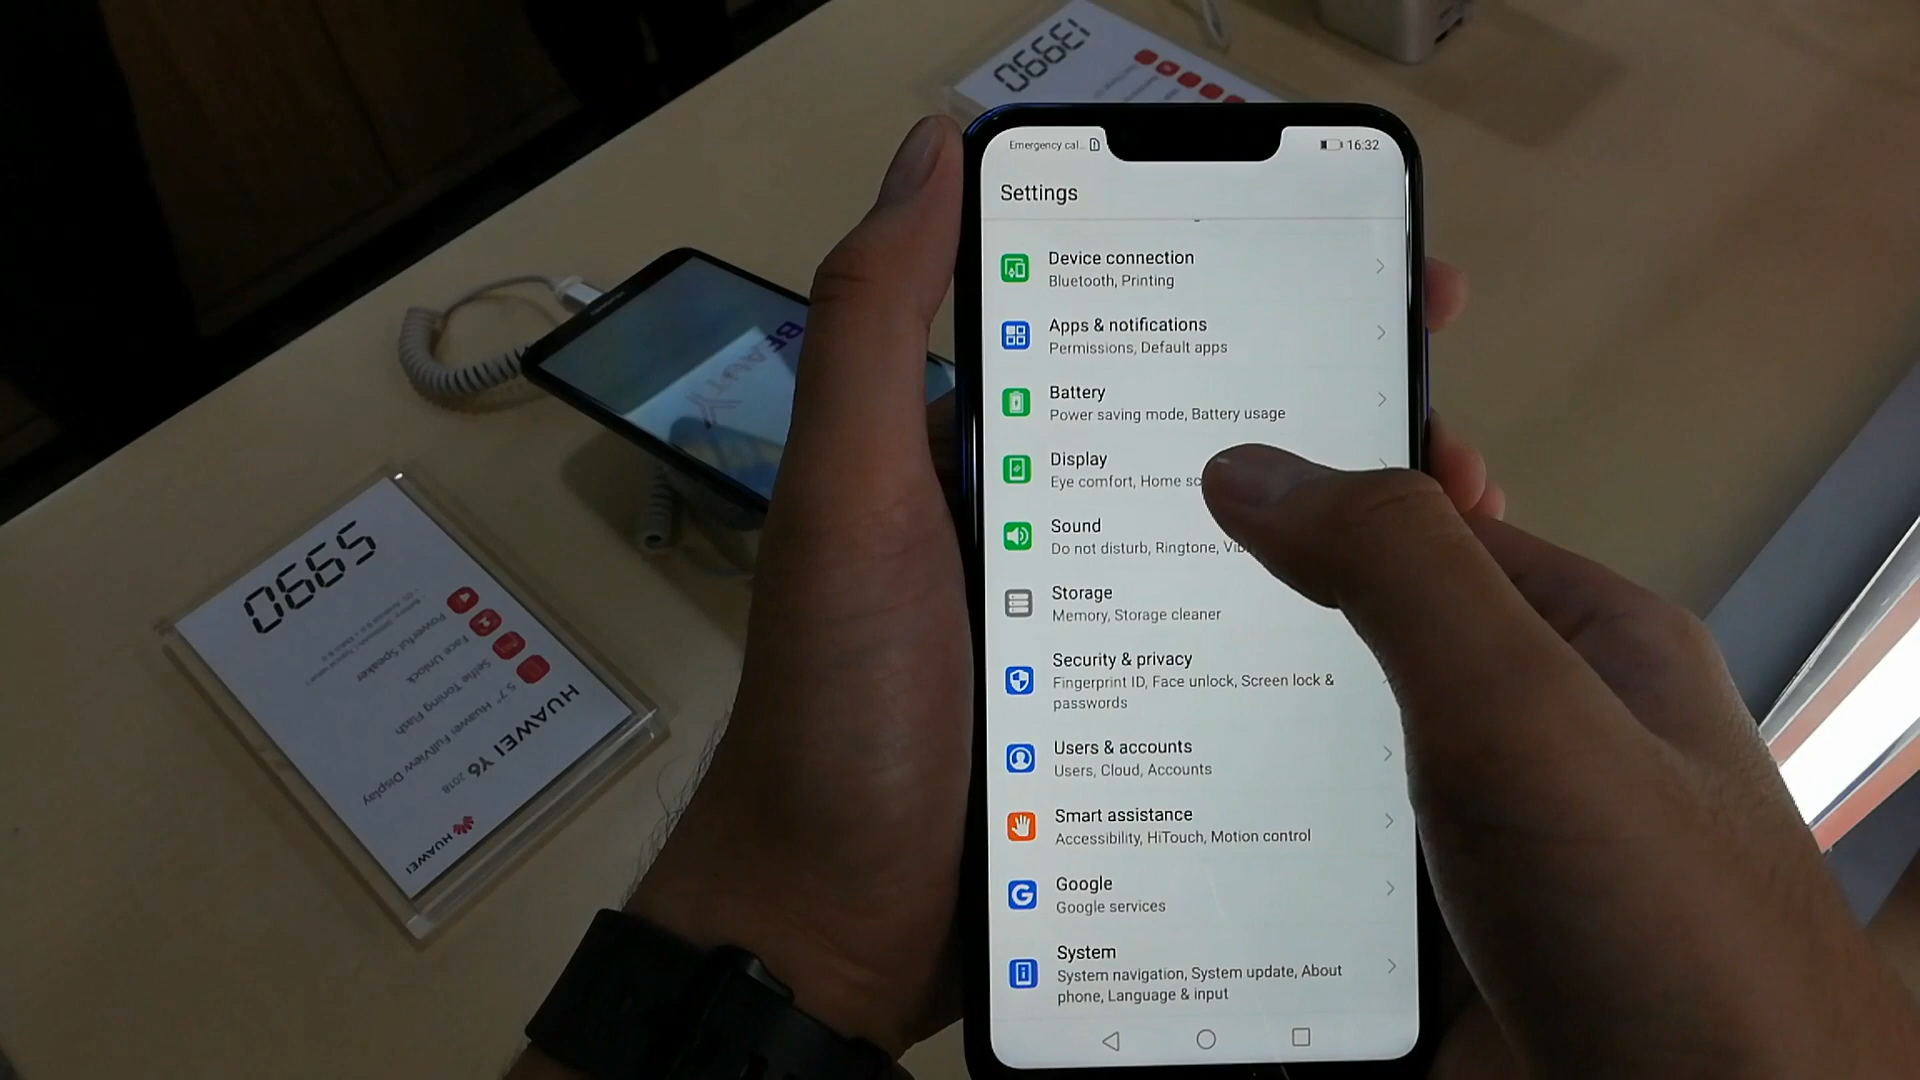 Emergency cal...
16:32
Settings
Device connection
Bluetooth, Printing
Apps & notifications
Permissions, Default apps
Battery
Power saving mode, Battery usage
Display
Eye comfort, Home sc
Sound
Do not disturb, Ringtone, Vib
Storage
Memory, Storage cleaner
Security & privacy
Fingerprint ID, Face unlock, Screen lock &
passwords
Users & accounts
Users, Cloud, Accounts
Smart assistance
Accessibility, HiTouch, Motion control
Google
Google services
System
System navigation, System update, About
phone, Language & input
13990
BEAUTY
HUAWEI
HUAWEI Y6 2018
5.7" Huawei FullView Display
Selfie Toning Flash
Face Unlock
Powerful Speaker
5990